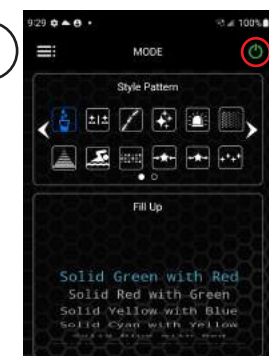 9:29 100%
MODE
Style Pattern
Fill Up
Solid Green with Red
Solid Red with Green
Solid Yellow with Blue
Solid Cyan with Yellow